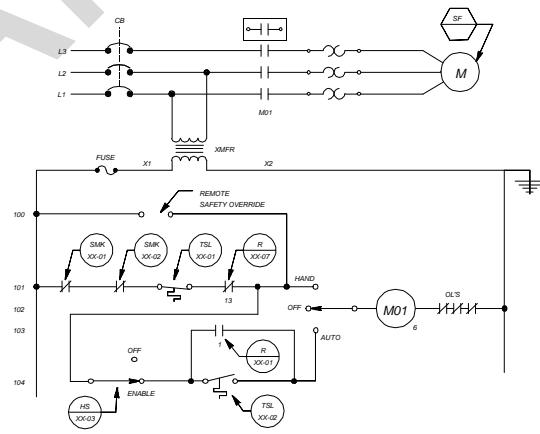 CB
SF
L3
L2
L1
M
M01
XMFR
FUSE
X1
X2
REMOTE
SAFETY OVERRIDE
100
SMK
XX-01
SMK
XX-02
TSL
XX-01
R
XX-07
101
13
HAND
102
OFF
M01
6
OL'S
103
AUTO
OFF
1
R
XX-01
104
ENABLE
HS
XX-03
TSL
XX-02